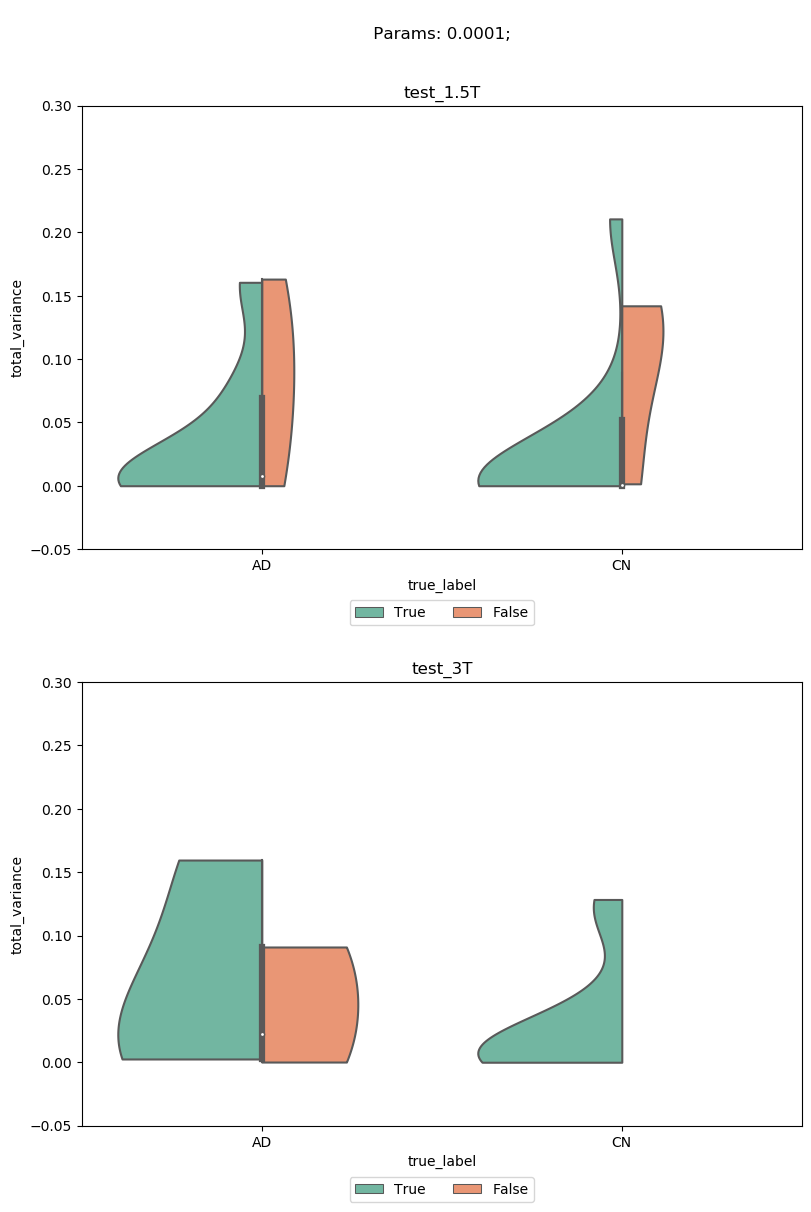 Params: 0.0001;
test_1.5T
0.30
0.25
0.20
0.15
0.10
0.05
0.00
−0.05
total_variance
AD CN
true_label
True False
test_3T
0.30
0.25
0.20
0.15
0.10
0.05
0.00
−0.05
total_variance
AD CN
true_label
True False